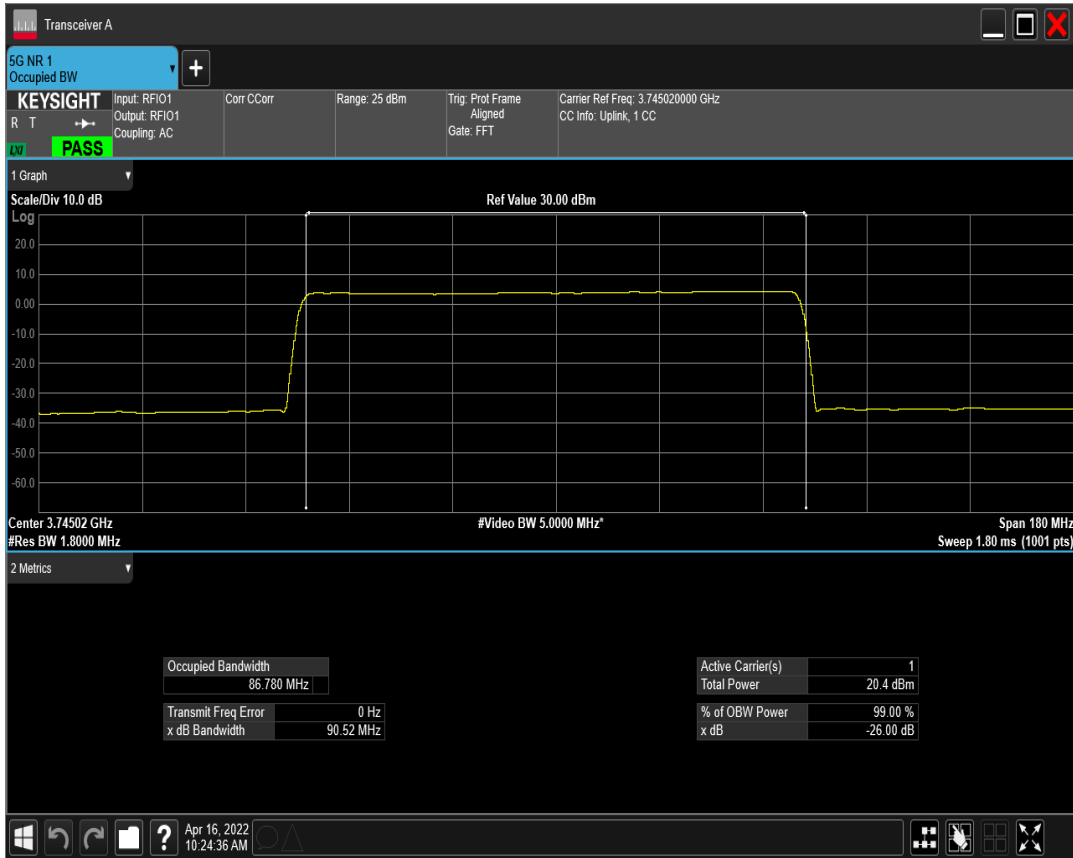 Transceiver A
5G NR 1
Occupied BW
KEYSIGHT
R T
LXI
PASS
Input: RFIO1
Output: RFIO1
Coupling: AC
Corr CCorr
Range: 25 dBm
Trig: Prot Frame
Aligned
Gate: FFT
Carrier Ref Freq: 3.745020000 GHz
CC Info: Uplink, 1 CC
1 Graph
Scale/Div 10.0 dB
Ref Value 30.00 dBm
Log
20.0
10.0
0.00
-10.0
-20.0
-30.0
-40.0
-50.0
-60.0
Center 3.74502 GHz
#Video BW 5.0000 MHz*
Span 180 MHz
#Res BW 1.8000 MHz
Sweep 1.80 ms (1001 pts)
2 Metrics
Occupied Bandwidth
86.780 MHz
Transmit Freq Error 0 Hz
x dB Bandwidth 90.52 MHz
Active Carrier(s) 1
Total Power 20.4 dBm
% of OBW Power 99.00 %
x dB -26.00 dB
?
Apr 16, 2022
10:24:36 AM